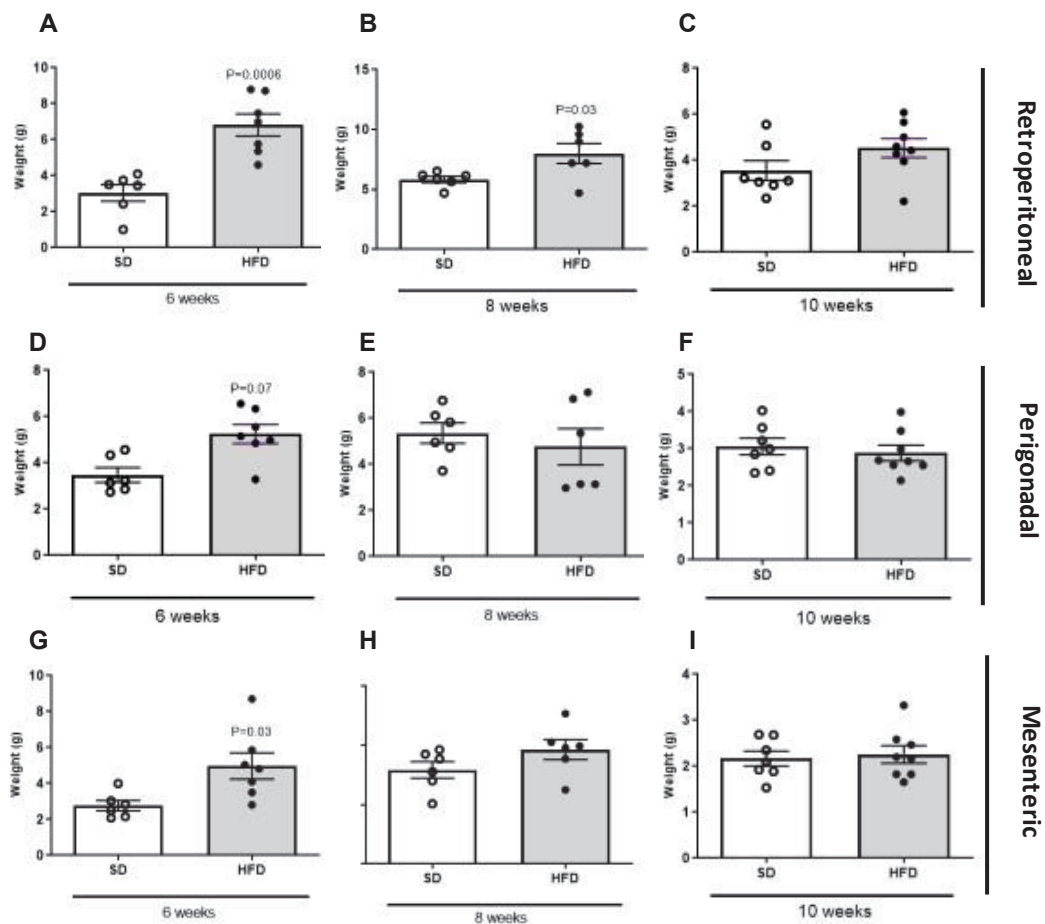 A
B
C
10
8
6
4
2
0
Weight (g)
P=0.0006
SD
HFD
6 weeks
15
10
5
0
Weight (g)
P=0.03
SD
HFD
8 weeks
8
6
4
2
0
Weight (g)
SD
HFD
10 weeks
Retroperitoneal
D
E
F
8
6
4
2
0
Weight (g)
P=0.07
SD
HFD
6 weeks
8
6
4
2
0
Weight (g)
SD
HFD
8 weeks
5
4
3
2
1
0
Weight (g)
SD
HFD
10 weeks
Perigonadal
G
H
I
10
8
6
4
2
0
Weight (g)
P=0.03
SD
HFD
6 weeks
SD
HFD
8 weeks
4
3
2
1
0
Weight (g)
SD
HFD
10 weeks
Mesenteric